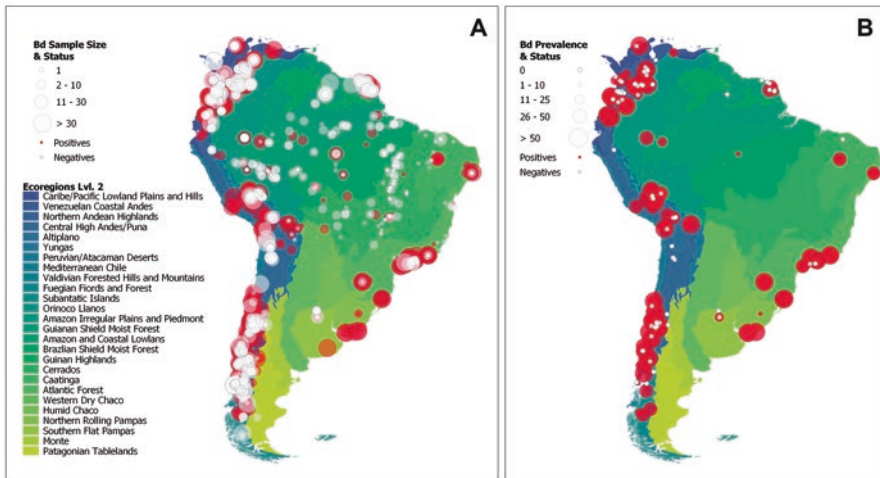 A
Bd Sample Size
& Status
1
2 - 10
11 - 30
> 30
Positives
Negatives
Ecoregions Lvl. 2
Caribe/Pacific Lowland Plains and Hills
Venezuelan Coastal Andes
Northern Andean Highlands
Central High Andes/Puna
Altiplano
Yungas
Peruvian/Atacaman Deserts
Mediterranean Chile
Valdivian Forested Hills and Mountains
Fuegian Fiords and Forest
Subantatic Islands
Orinoco Llanos
Amazon Irregular Plains and Piedmont
Guianan Shield Moist Forest
Amazon and Coastal Lowlans
Brazlian Shield Moist Forest
Guinan Highlands
Cerrados
Caatinga
Atlantic Forest
Western Dry Chaco
Humid Chaco
Northern Rolling Pampas
Southern Flat Pampas
Monte
Patagonian Tablelands
B
Bd Prevalence
& Status
0
1 - 10
11 - 25
26 - 50
> 50
Positives
Negatives